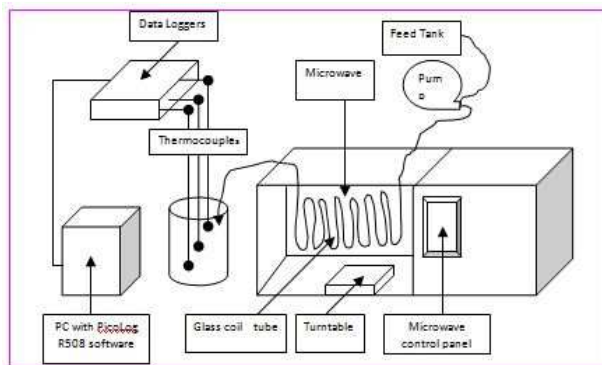 Data Loggers
Feed Tank
Microwave
Pum
p
Thermocouples
PC with PicoLog
R508 software
Glass coil tube
Turntable
Microwave
control panel